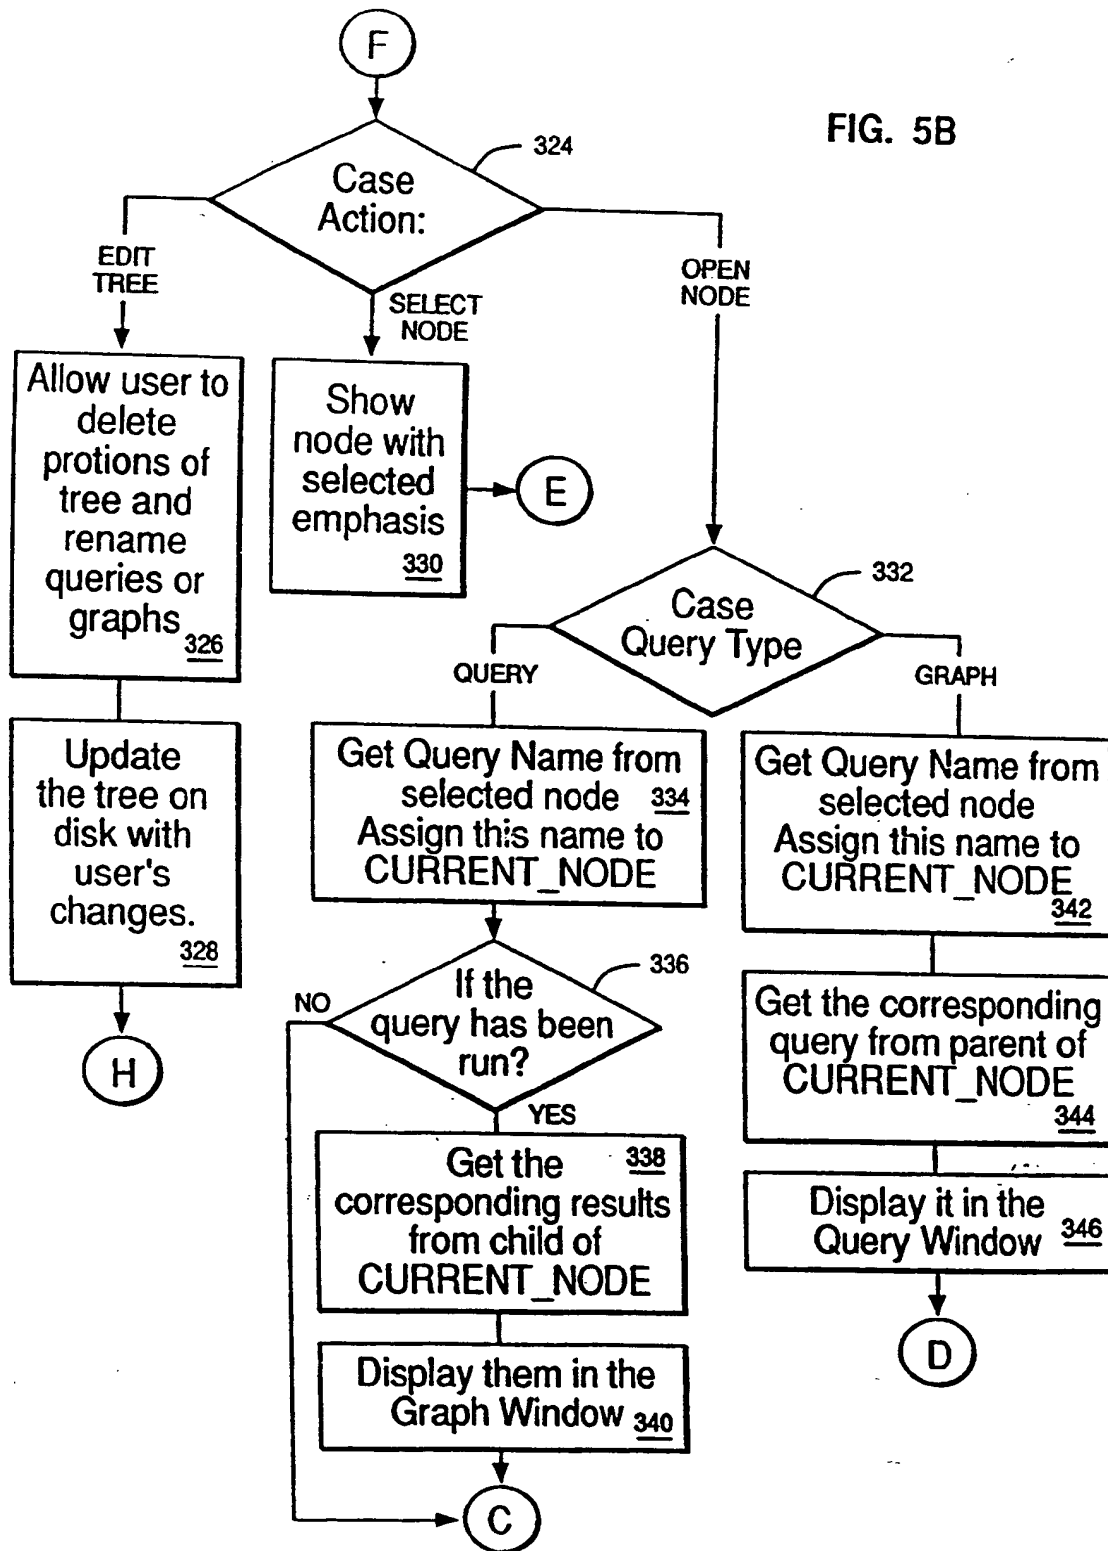 F
FIG. 5B
324
Case
Action:
EDIT
TREE
SELECT
NODE
OPEN
NODE
Allow user to
delete
protions of
tree and
rename
queries or
graphs 326
Show
node with
selected
emphasis
330
E
332
Case
Query Type
QUERY
GRAPH
Update
the tree on
disk with
user's
changes.
328
H
Get Query Name from
selected node 334
Assign this name to
CURRENT_NODE
Get Query Name from
selected node
Assign this name to
CURRENT_NODE
342
336
If the
query has been
run?
NO
YES
Get the corresponding
query from parent of
CURRENT_NODE
344
Get the 338
corresponding results
from child of
CURRENT_NODE
Display it in the
Query Window 346
D
Display them in the
Graph Window 340
C